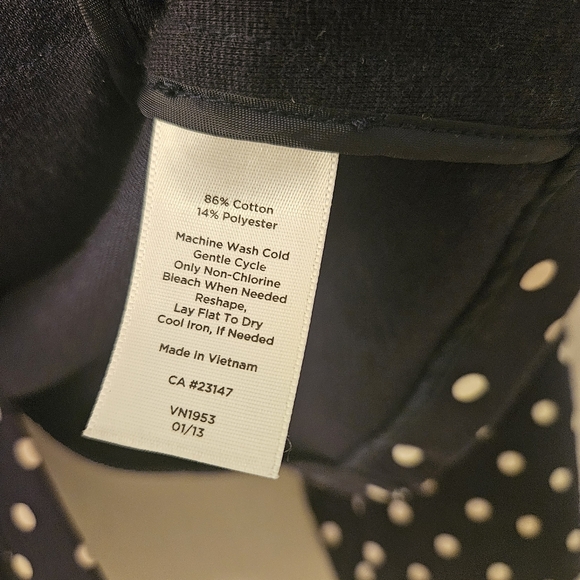 86% Cotton
14% Polyester
Machine Wash Cold
Gentle Cycle
Only Non-Chlorine
Bleach When Needed
Reshape,
Lay Flat To Dry
Cool Iron, If Needed
Made in Vietnam
CA #23147
VN1953
01/13